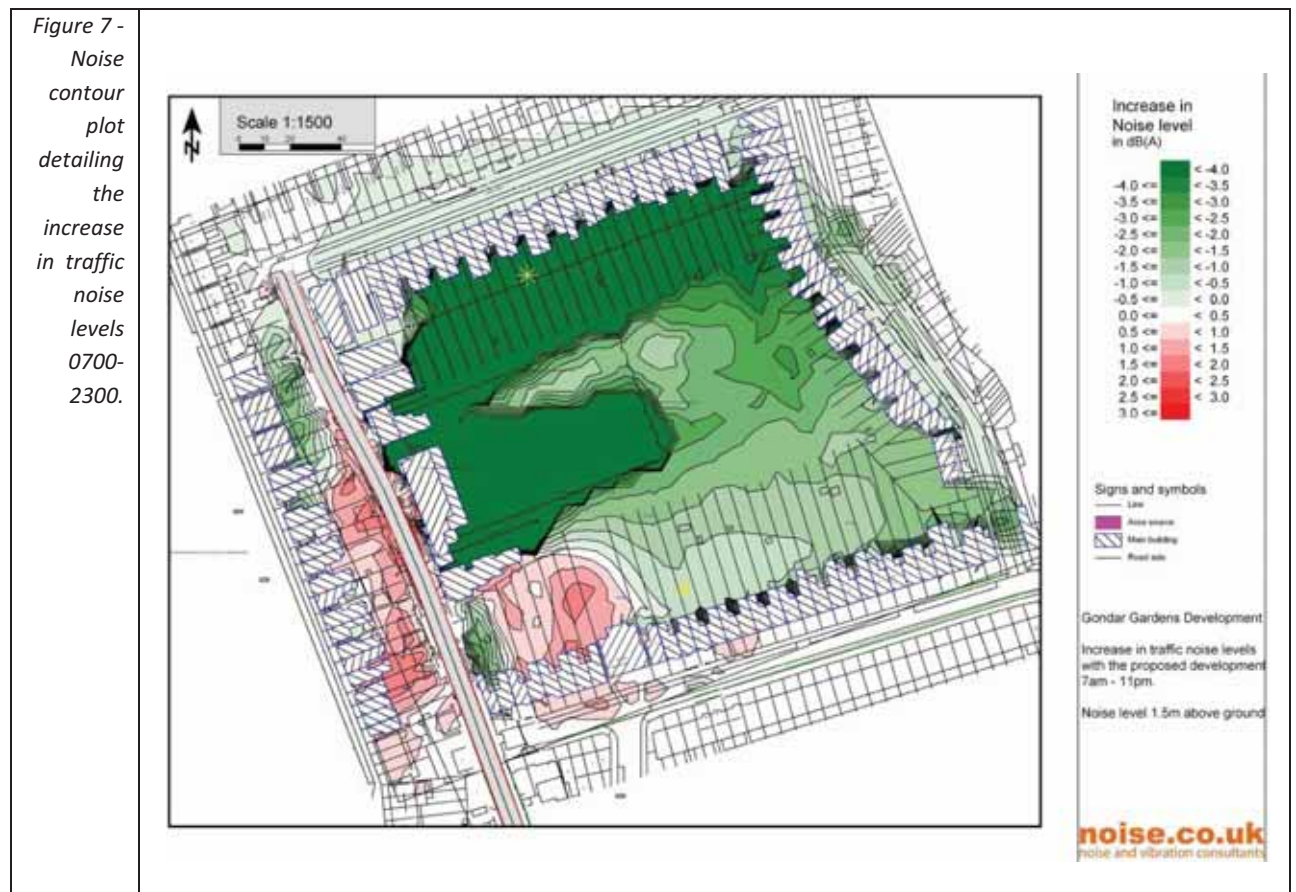 Figure 7 -
Noise
contour
plot
detailing
the
increase
in traffic
noise
levels
0700-
2300.
N
Scale 1:1500
0 10 20 40
Increase in
Noise level
in dB(A)
< -4.0
-4.0 <= < -3.5
-3.5 <= < -3.0
-3.0 <= < -2.5
-2.5 <= < -2.0
-2.0 <= < -1.5
-1.5 <= < -1.0
-1.0 <= < -0.5
-0.5 <= < 0.0
0.0 <= < 0.5
0.5 <= < 1.0
1.0 <= < 1.5
1.5 <= < 2.0
2.0 <= < 2.5
2.5 <= < 3.0
3.0 <=
Signs and symbols
Line
Area source
Main building
Road side
Gondar Gardens Development
Increase in traffic noise levels
with the proposed development
7am - 11pm.
Noise level 1.5m above ground
noise.co.uk
noise and vibration consultants